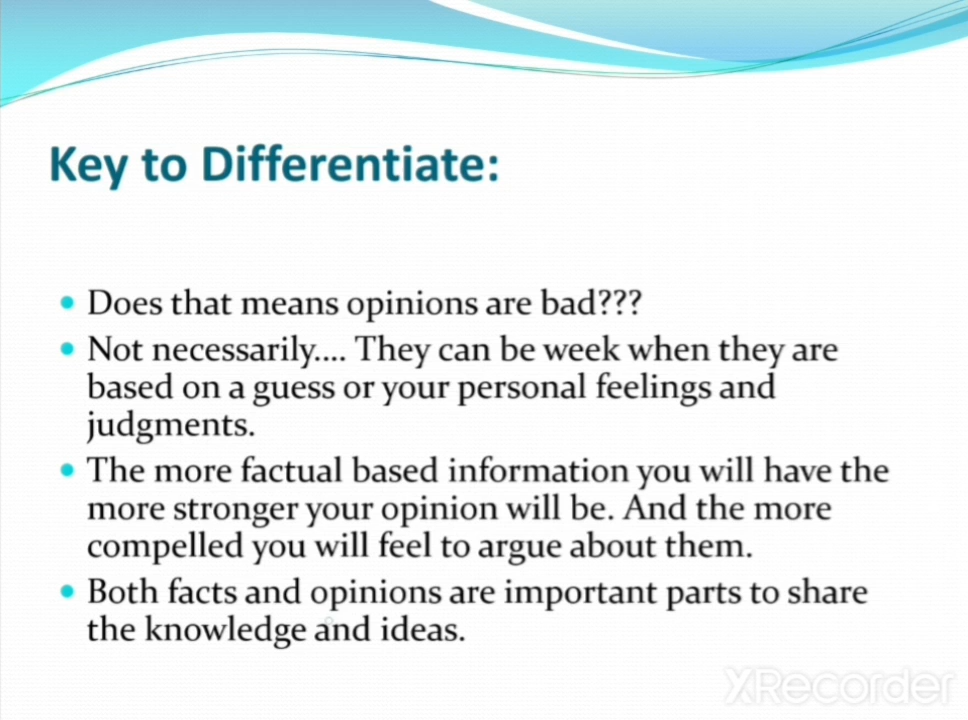 Key to Differentiate:
Does that means opinions are bad???
Not necessarily.... They can be week when they are
based on a guess or your personal feelings and
judgments.
The more factual based information you will have the
more stronger your opinion will be. And the more
compelled you will feel to argue about them.
Both facts and opinions are important parts to share
the knowledge and ideas.
XRecorder